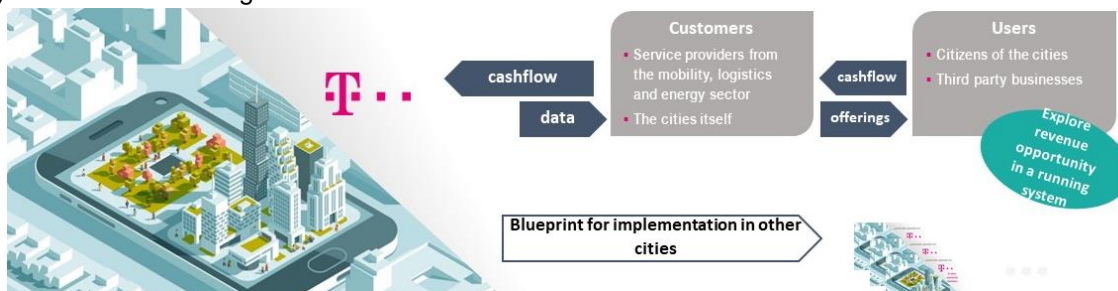 Customers
Service providers from
the mobility, logistics
and energy sector
The cities itself
cashflow
data
Users
Citizens of the cities
Third party businesses
cashflow
offerings
Explore
revenue
opportunity
in a running
system
T
Blueprint for implementation in other
cities